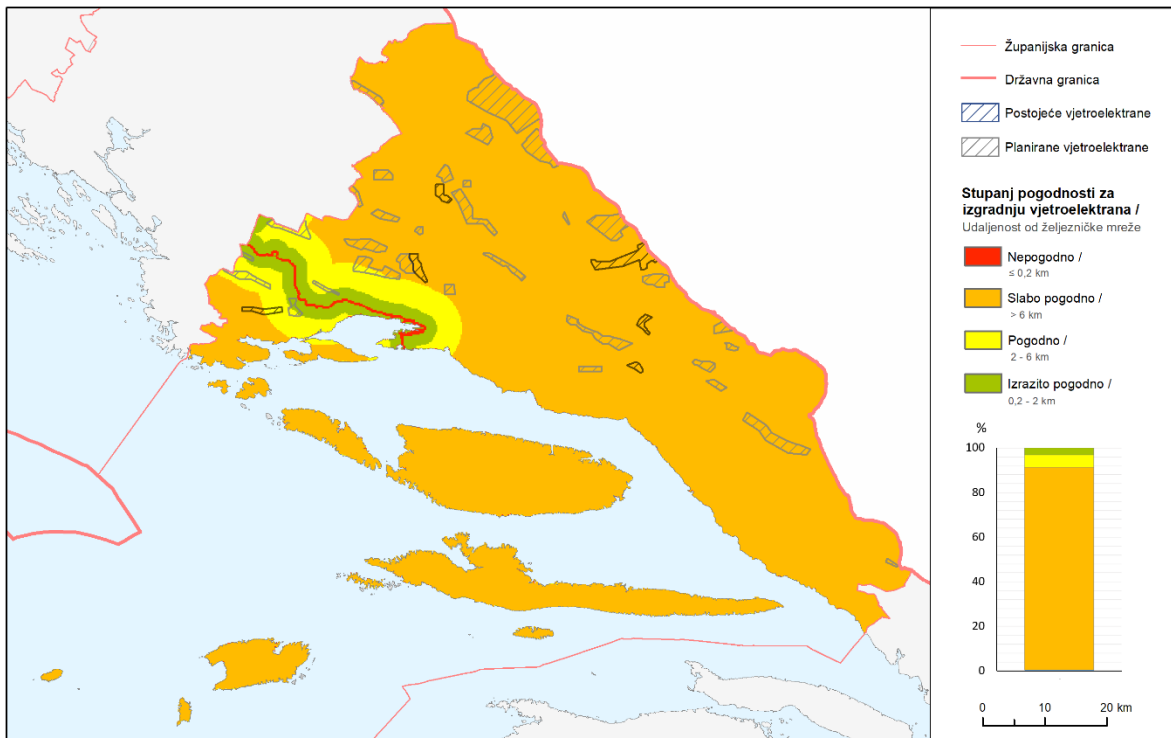 Županijska granica
Državna granica
Postojeće vjetroelektrane
Planirane vjetroelektrane
Stupanj pogodnosti za
izgradnju vjetroelektrana /
Udaljenost od željezničke mreže
Nepogodno /
≤ 0,2 km
Slabo pogodno /
> 6 km
Pogodno /
2 - 6 km
Izrazito pogodno /
0,2 - 2 km
%
100
80
60
40
20
0
0 10 20 km